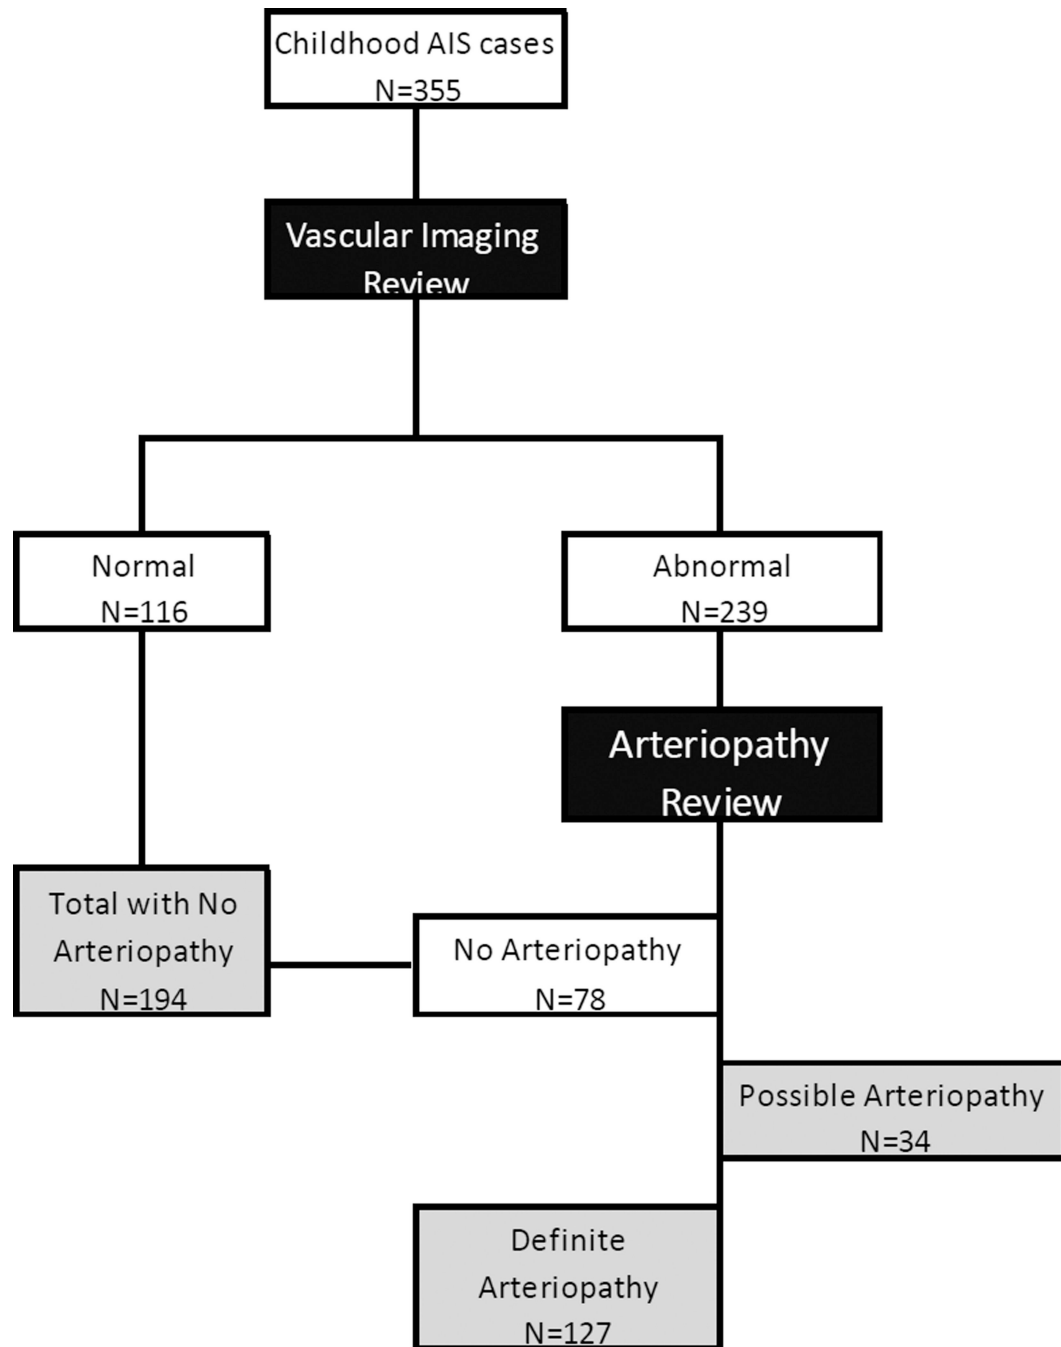 Childhood AIS cases
N=355
Vascular Imaging
Review
Normal
N=116
Abnormal
N=239
Arteriopathy
Review
Total with No
Arteriopathy
N=194
No Arteriopathy
N=78
Possible Arteriopathy
N=34
Definite
Arteriopathy
N=127